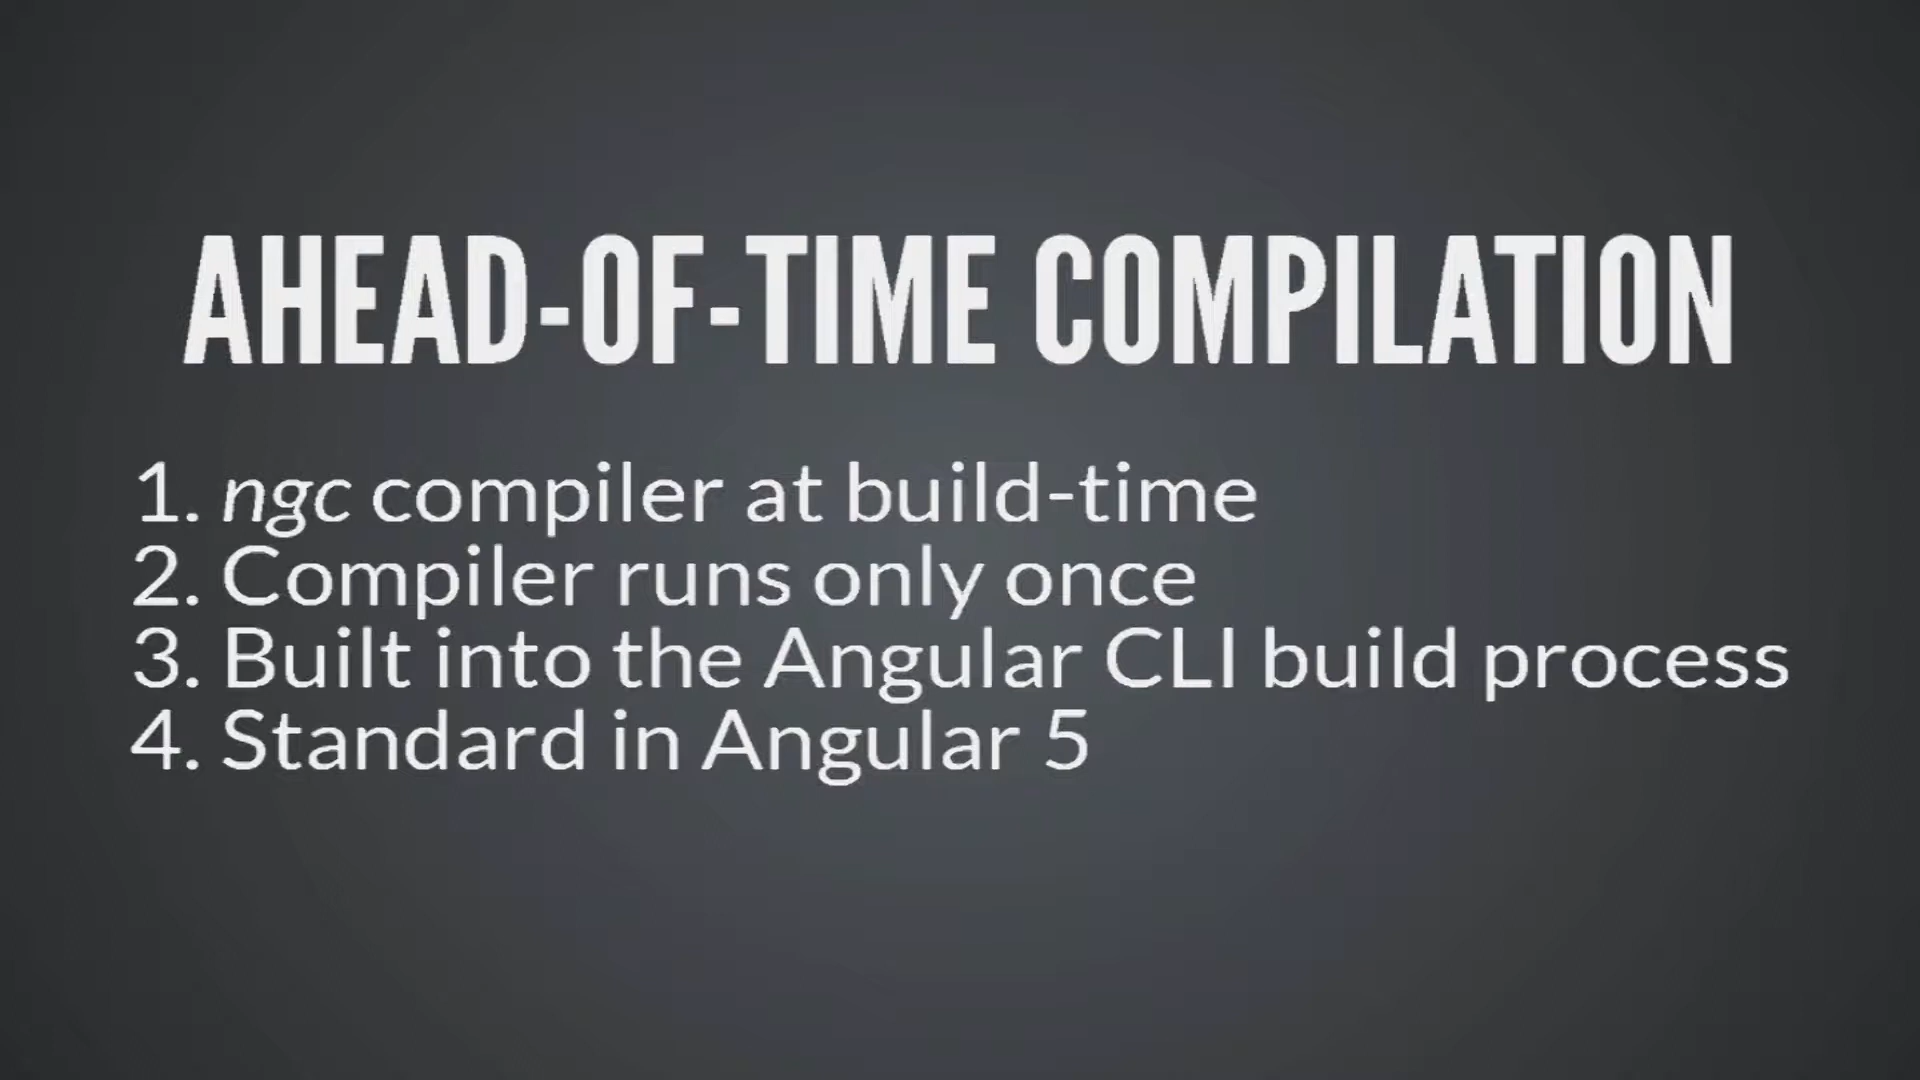 AHEAD-OF-TIME COMPILATION
1. ngc compiler at build-time
2. Compiler runs only once
3. Built into the Angular CLI build process
4. Standard in Angular 5